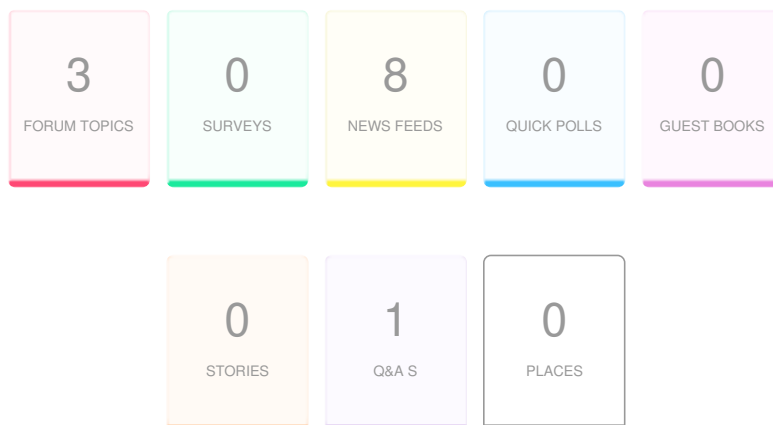 3 0 8 0 0
FORUM TOPICS SURVEYS NEWS FEEDS QUICK POLLS GUEST BOOKS
0 1 0
STORIES Q&A S PLACES